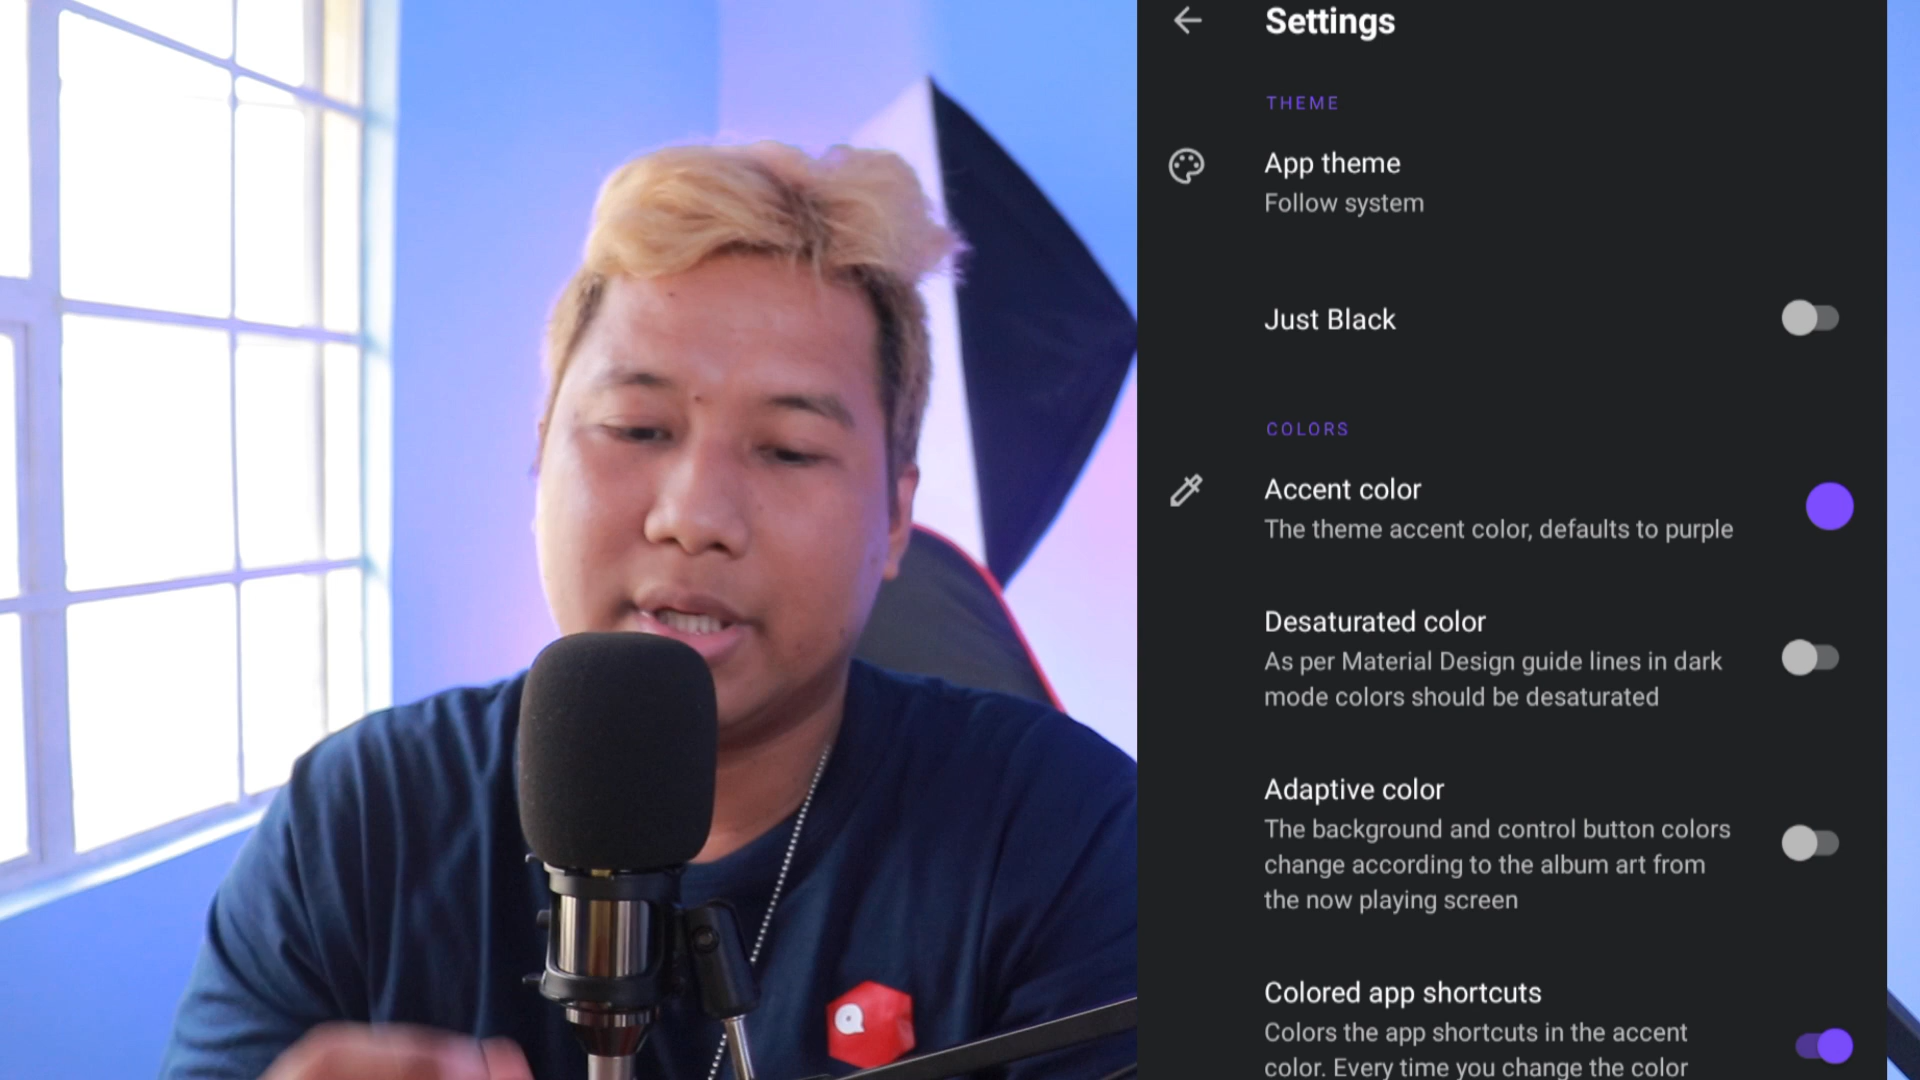 Settings
THEME
App theme
Follow system
Just Black
COLORS
Accent color
The theme accent color, defaults to purple
Desaturated color
As per Material Design guide lines in dark
mode colors should be desaturated
Adaptive color
The background and control button colors
change according to the album art from
the now playing screen
Colored app shortcuts
Colors the app shortcuts in the accent
color. Every time you change the color